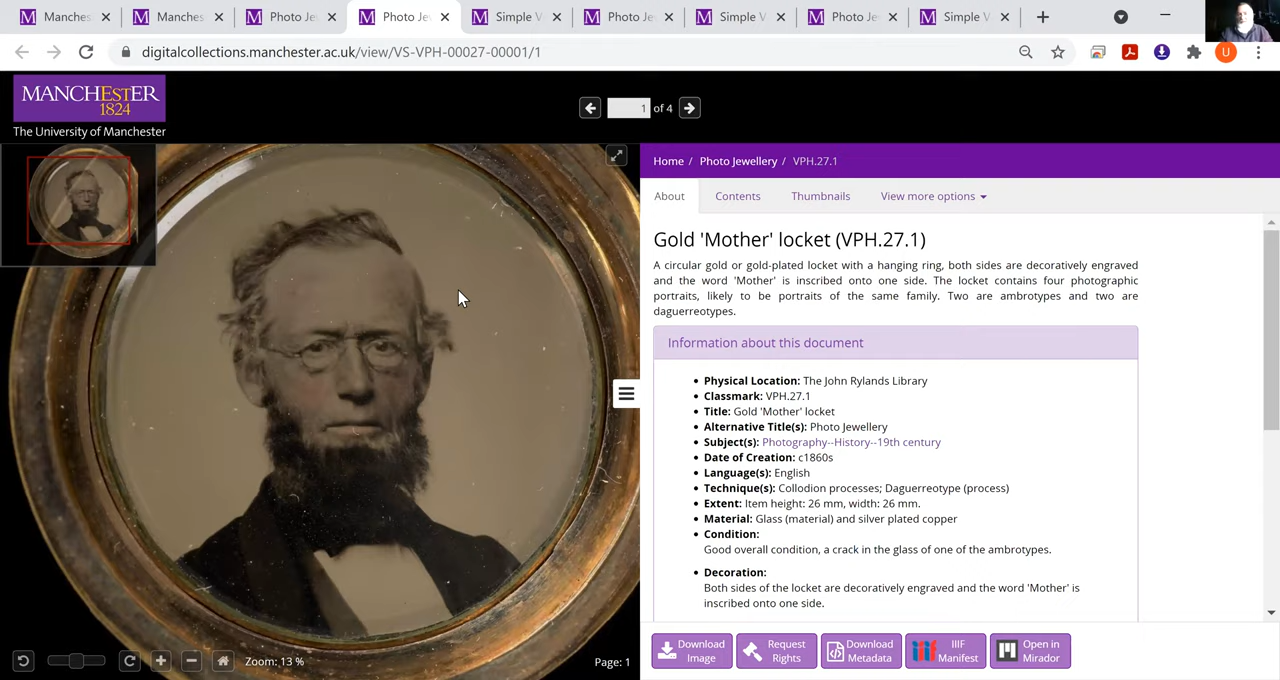 Manches
Manches
Photo Je
Photo Je
Simple V
Photo Je
Simple V
Photo Je
Simple V
digitalcollections.manchester.ac.uk/view/VS-VPH-00027-00001/1
U
MANCHESTER
1824
The University of Manchester
1 of 4
Home / Photo Jewellery / VPH.27.1
About Contents Thumbnails View more options
Gold 'Mother' locket (VPH.27.1)
A circular gold or gold-plated locket with a hanging ring, both sides are decoratively engraved
and the word 'Mother' is inscribed onto one side. The locket contains four photographic
portraits, likely to be portraits of the same family. Two are ambrotypes and two are
daguerreotypes.
Information about this document
• Physical Location: The John Rylands Library
• Classmark: VPH.27.1
• Title: Gold 'Mother' locket
• Alternative Title(s): Photo Jewellery
• Subject(s): Photography--History--19th century
• Date of Creation: c1860s
• Language(s): English
• Technique(s): Collodion processes; Daguerreotype (process)
• Extent: Item height: 26 mm, width: 26 mm.
• Material: Glass (material) and silver plated copper
• Condition:
Good overall condition, a crack in the glass of one of the ambrotypes.
• Decoration:
Both sides of the locket are decoratively engraved and the word 'Mother' is
inscribed onto one side.
Zoom: 13 %
Page: 1
Download
Image
Request
Rights
Download
Metadata
IIIF
Manifest
Open in
Mirador